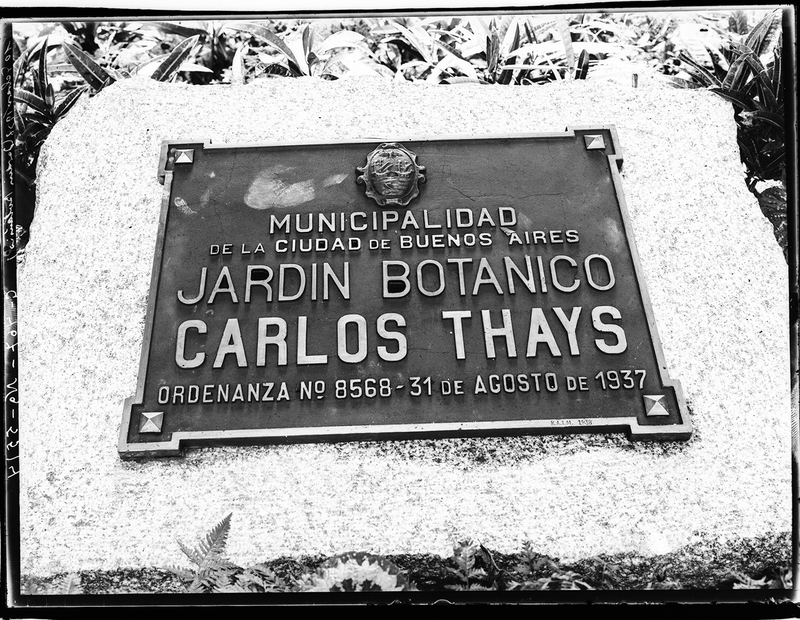 MUNICIPALIDAD
DE LA CIUDAD DE BUENOS AIRES
JARDIN BOTANICO
CARLOS THAYS
ORDENANZA Nº 8568-31 DE AGOSTO DE 1937